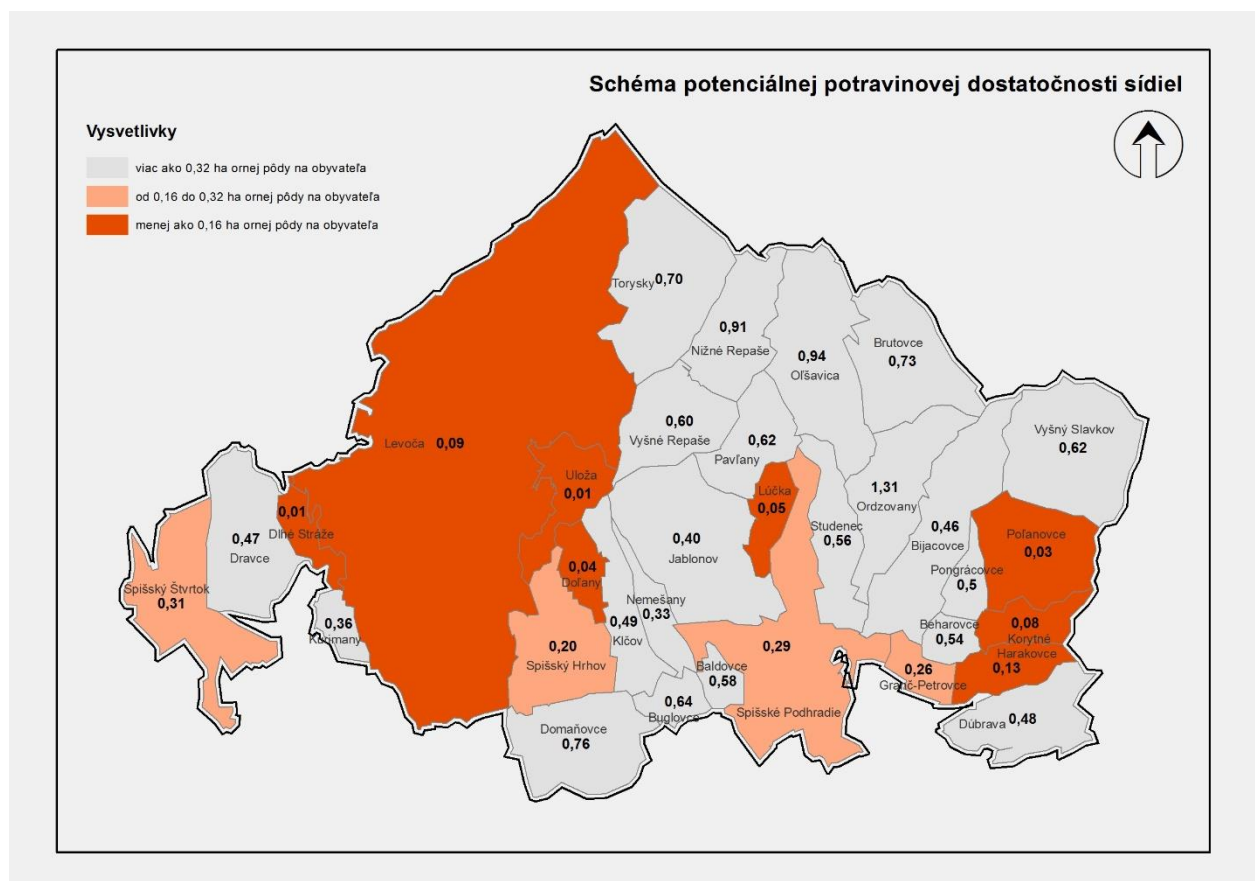 Schéma potenciálnej potravinovej dostatočnosti sídiel
Vysvetlivky
viac ako 0,32 ha ornej pôdy na obyvateľa
od 0,16 do 0,32 ha ornej pôdy na obyvateľa
menej ako 0,16 ha ornej pôdy na obyvateľa
Torysky 0,70
0,91
Nižné Repaše
0,94
Oľšavica
Brutovce
0,73
Vyšný Slavkov
0,62
0,60
Vyšné Repaše
0,62
Pavľany
Levoča 0,09
Uloža
0,01
Lúčka
0,05
1,31
Ordzovany
Studenec
0,56
0,46
Bijacovce
Poľanovce
0,03
0,01
Dlhé Stráže
0,47
Dravce
Spišský Štvrtok
0,31
0,40
Jablonov
0,04
Doľany
Pongrácovce
0,5
Nemešany
0,33
0,49
Klčov
0,36
Kurimany
0,08
Korytné
Beharovce
0,54
0,20
Spišský Hrhov
0,29
Spišské Podhradie
Harakovce
0,13
0,26
Granč-Petrovce
Baldovce
0,58
0,64
Buglovce
Domaňovce
0,76
Dúbrava 0,48